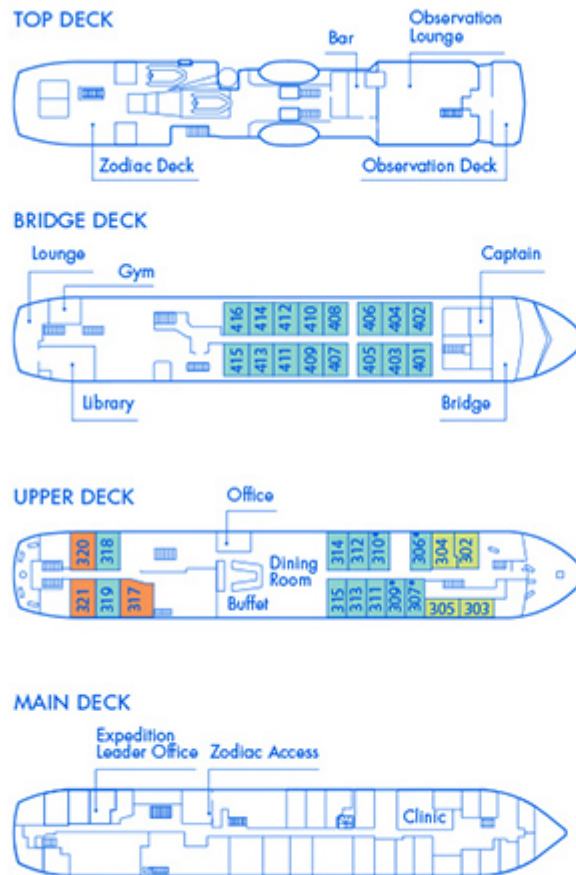 TOP DECK
Bar
Observation
Lounge
Zodiac Deck
Observation Deck
BRIDGE DECK
Lounge
Gym
Captain
416 414 412 410 408 406 404 402
415 413 411 409 407 405 403 401
Library
Bridge
UPPER DECK
Office
320 318
314 312 310* 306* 304 302
Dining
Room
Buffet
321 319 317
315 313 311 309* 307*
305 303
MAIN DECK
Expedition
Leader Office
Zodiac Access
Clinic